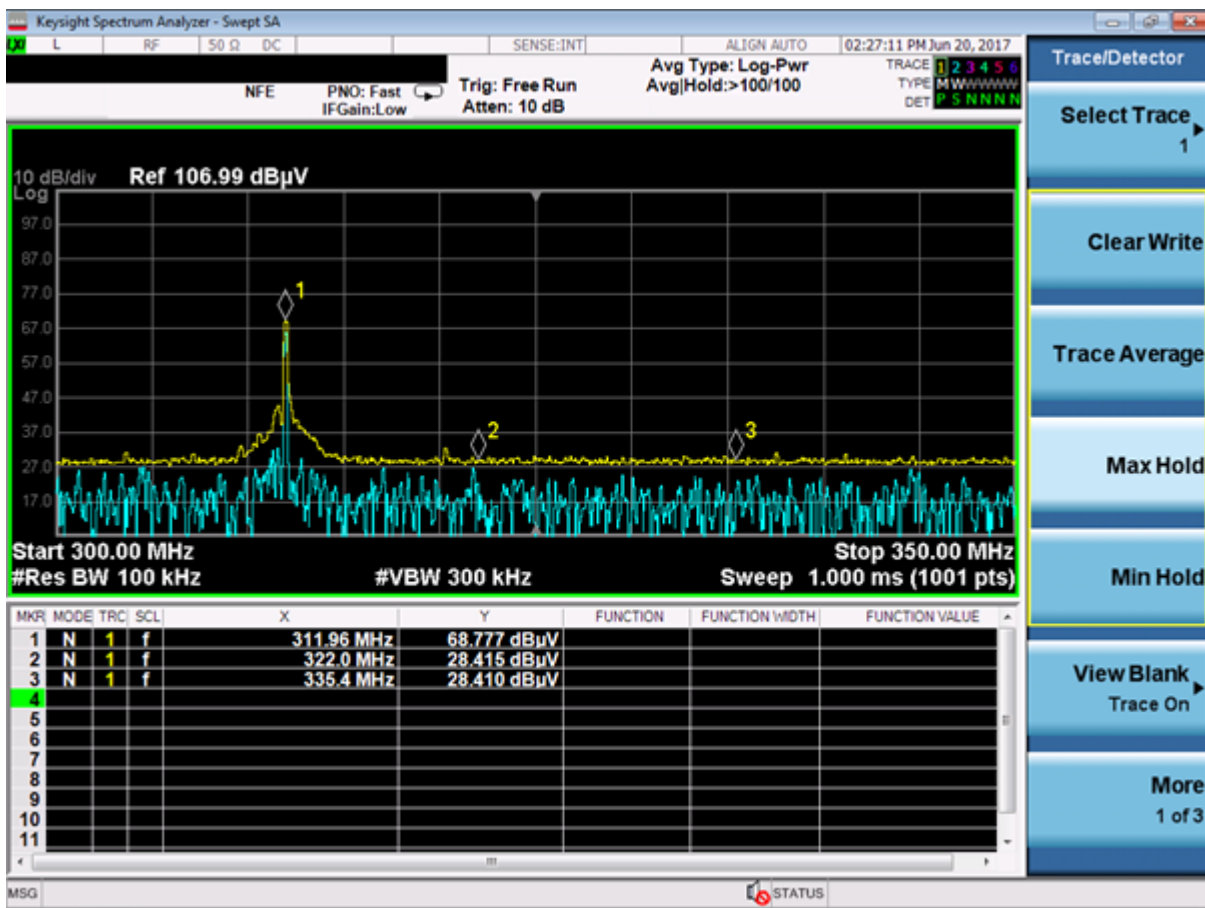 Keysight Spectrum Analyzer - Swept SA
LXI L RF 50 Ω DC SENSE:INT ALIGN AUTO 02:27:11 PM Jun 20, 2017
NFE PNO: Fast IFGain:Low
Trig: Free Run
Atten: 10 dB
Avg Type: Log-Pwr
Avg|Hold:>100/100
TRACE 1 2 3 4 5 6
TYPE M W W W W W
DET P S N N N N
10 dB/div Ref 106.99 dBµV
Log
97.0
87.0
77.0
67.0
57.0
47.0
37.0
27.0
17.0
1
2
3
Start 300.00 MHz Stop 350.00 MHz
#Res BW 100 kHz #VBW 300 kHz Sweep 1.000 ms (1001 pts)
MKR MODE TRC SCL X Y FUNCTION FUNCTION WIDTH FUNCTION VALUE
1 N 1 f 311.96 MHz 68.777 dBµV
2 N 1 f 322.0 MHz 28.415 dBµV
3 N 1 f 335.4 MHz 28.410 dBµV
4
5
6
7
8
9
10
11
MSG STATUS
Trace/Detector
Select Trace
1
Clear Write
Trace Average
Max Hold
Min Hold
View Blank
Trace On
More
1 of 3